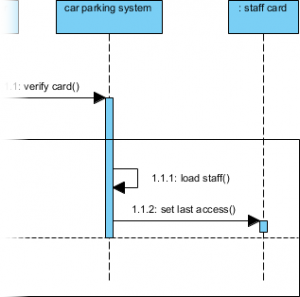 car parking system
: staff card
1.1: verify card()
1.1.1: load staff()
1.1.2: set last access()